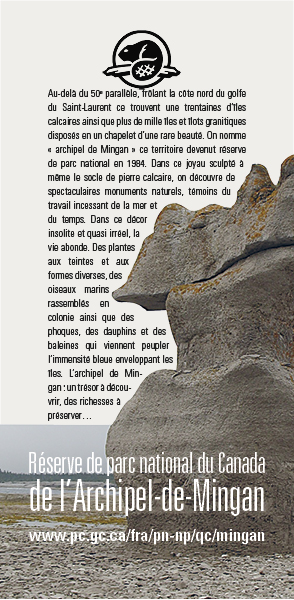 Au-delà du 50e parallèle, frôlant la côte nord du golfe
du Saint-Laurent ce trouvent une trentaines d'îles
calcaires ainsi que plus de mille îles et îlots granitiques
disposés en un chapelet d'une rare beauté. On nomme
« archipel de Mingan » ce territoire devenut réserve
de parc national en 1984. Dans ce joyau sculpté à
même le socle de pierre calcaire, on découvre de
spectaculaires monuments naturels, témoins du
travail incessant de la mer et
du temps. Dans ce décor
insolite et quasi irréel, la
vie abonde. Des plantes
aux teintes et aux
formes diverses, des
oiseaux marins
rassemblés en
colonie ainsi que des
phoques, des dauphins et des
baleines qui viennent peupler
l'immensité bleue enveloppant les
îles. L'archipel de Min-
gan : un trésor à décou-
vrir, des richesses à
préserver...
Réserve de parc national du Canada
de l'Archipel-de-Mingan
www.pc.gc.ca/fra/pn-np/qc/mingan